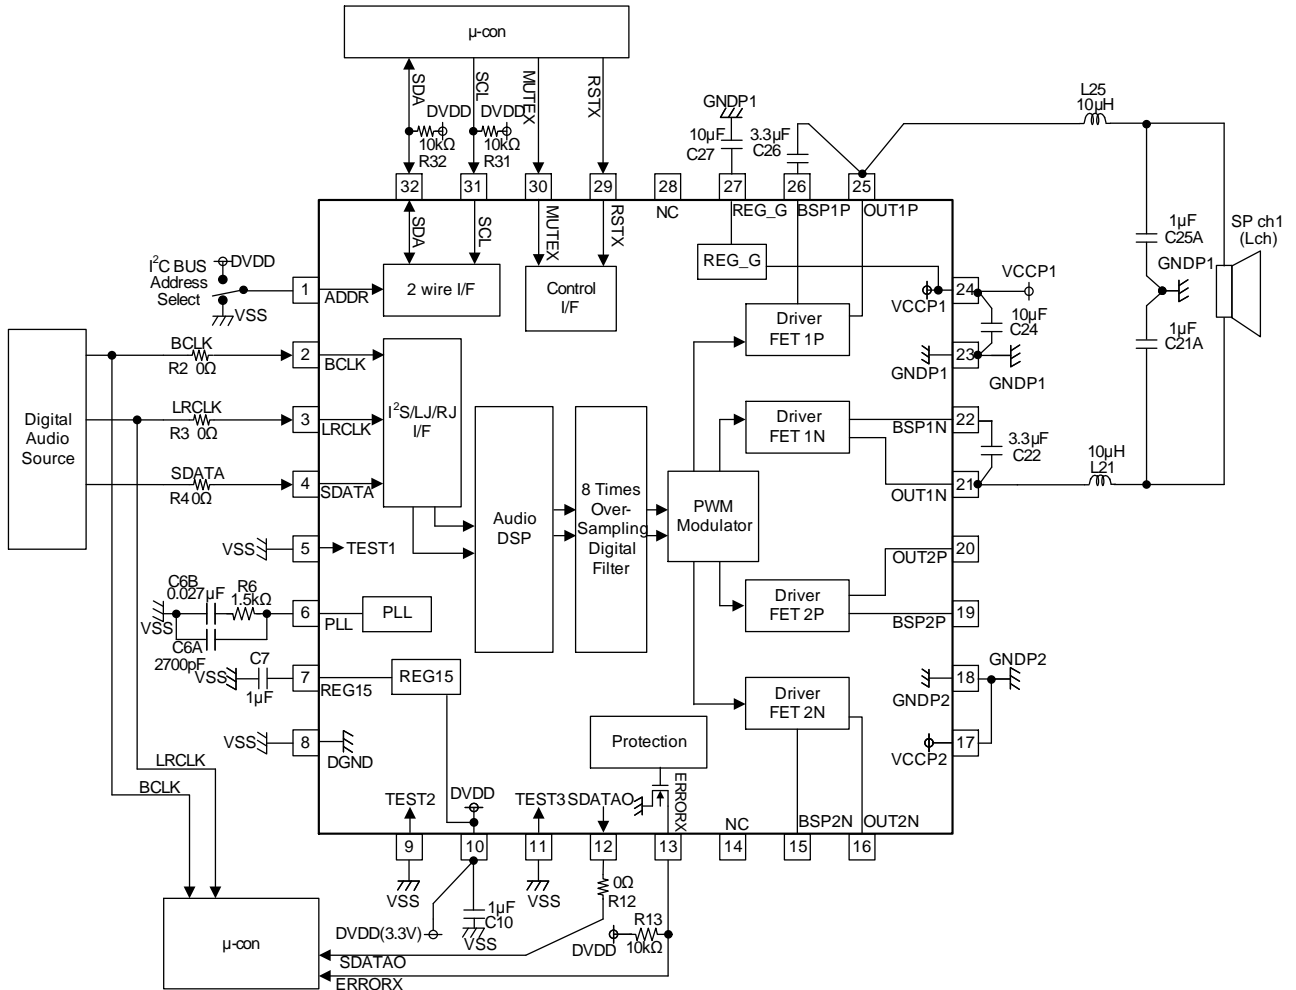 µ-con
SDA
SCL
MUTEX
RSTX
DVDD
DVDD
10kΩ
R32
10kΩ
R31
GNDP1
10µF
C27
3.3µF
C26
L25
10µH
32
31
30
29
28
27
26
25
SDA
SCL
MUTEX
RSTX
NC
REG_G
BSP1P
OUT1P
REG_G
I²C BUS
Address
Select
DVDD
VSS
1
ADDR
2 wire I/F
Control
I/F
VCCP1
24
VCCP1
10µF
C24
23
GNDP1
GNDP1
1µF
C25A
GNDP1
1µF
C21A
SP ch1
(Lch)
Digital
Audio
Source
BCLK
R2 0Ω
2
BCLK
LRCLK
R3 0Ω
3
LRCLK
SDATA
R4 0Ω
4
SDATA
I²S/LJ/RJ
I/F
Audio
DSP
8 Times
Over-
Sampling
Digital
Filter
PWM
Modulator
Driver
FET 1P
Driver
FET 1N
Driver
FET 2P
Driver
FET 2N
22
BSP1N
3.3µF
C22
21
OUT1N
10µH
L21
20
OUT2P
19
BSP2P
18
GNDP2
GNDP2
17
VCCP2
VSS
5
TEST1
C6B
0.027µF
R6
1.5kΩ
VSS
C6A
2700pF
6
PLL
PLL
VSS
C7
1µF
7
REG15
REG15
VSS
8
DGND
LRCLK
BCLK
Protection
ERRORX
TEST2
DVDD
TEST3
SDATAO
NC
BSP2N
OUT2N
9
10
11
12
13
14
15
16
VSS
1µF
C10
VSS
VSS
DVDD(3.3V)
0Ω
R12
R13
10kΩ
DVDD
µ-con
SDATAO
ERRORX